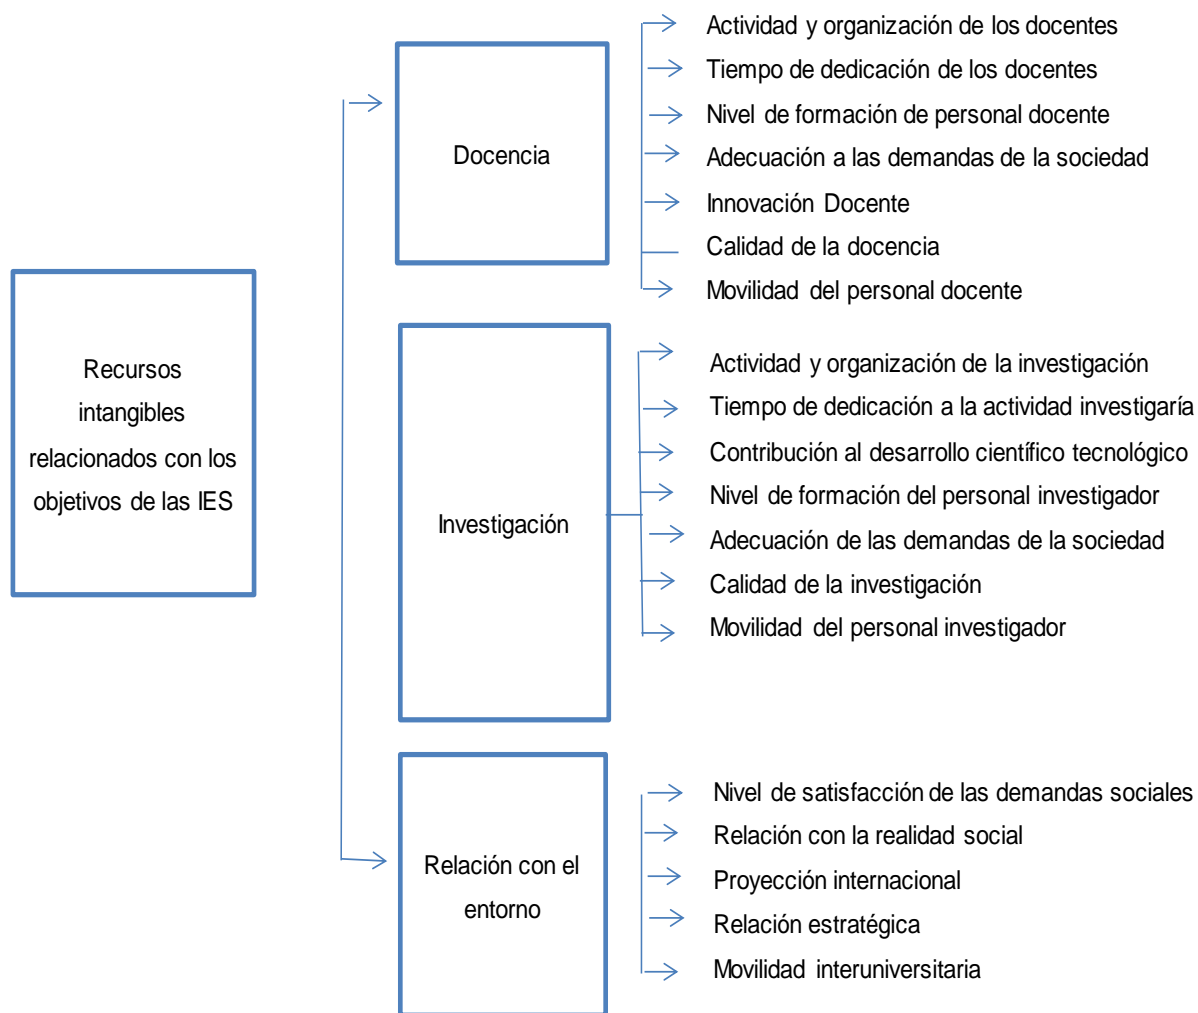 Recursos
intangibles
relacionados con los
objetivos de las IES
Docencia
Actividad y organización de los docentes
Tiempo de dedicación de los docentes
Nivel de formación de personal docente
Adecuación a las demandas de la sociedad
Innovación Docente
Calidad de la docencia
Movilidad del personal docente
Investigación
Actividad y organización de la investigación
Tiempo de dedicación a la actividad investigaría
Contribución al desarrollo científico tecnológico
Nivel de formación del personal investigador
Adecuación de las demandas de la sociedad
Calidad de la investigación
Movilidad del personal investigador
Relación con el
entorno
Nivel de satisfacción de las demandas sociales
Relación con la realidad social
Proyección internacional
Relación estratégica
Movilidad interuniversitaria